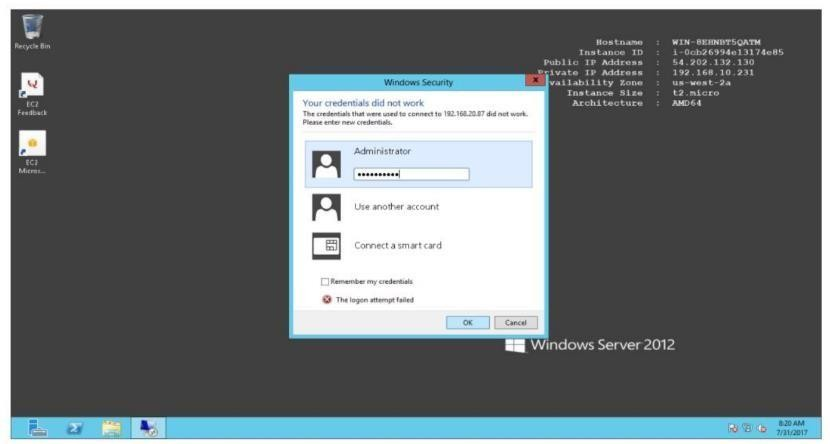 Recycle Bin
EC2
Feedback
EC2
Micros...
Hostname : WIN-8EHNBT5QATM
Instance ID : i-0cb26994e13174e85
Public IP Address : 54.202.132.130
Private IP Address : 192.168.10.231
vailability Zone : us-west-2a
Instance Size : t2.micro
Architecture : AMD64
Windows Security
Your credentials did not work
The credentials that were used to connect to 192.168.20.87 did not work.
Please enter new credentials.
Administrator
Use another account
Connect a smart card
Remember my credentials
The logon attempt failed
OK Cancel
Windows Server 2012
8:20 AM
7/31/2017